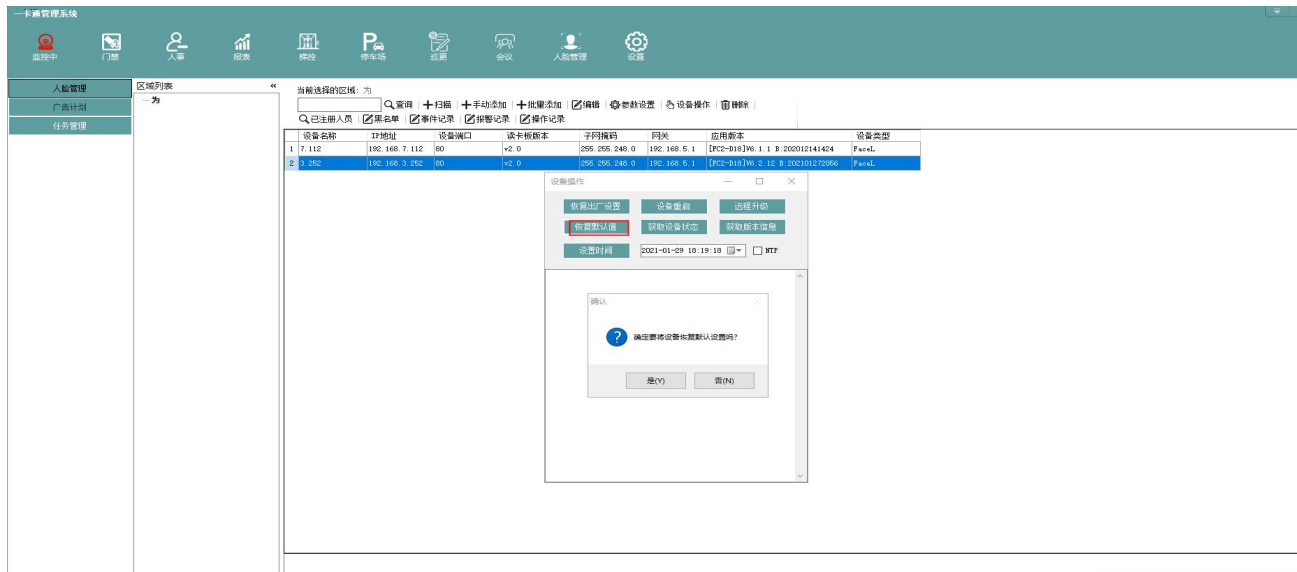 一卡通管理系统
监控中 门禁 人事 报表 梯控 停车场 巡更 会议 人脸管理 设置
人脸管理
广告计划
任务管理
区域列表 «
为
当前选择的区域: 为
查询 扫描 手动添加 批量添加 编辑 参数设置 设备操作 删除
已注册人员 黑名单 事件记录 报警记录 操作记录
设备名称 IP地址 设备端口 读卡板版本 子网掩码 网关 应用版本 设备类型
1 7.112 192.168.7.112 80 v2.0 255.255.248.0 192.168.5.1 [FC2-D18]V6.1.1 B:202012141424 FaceL
2 3.252 192.168.3.252 80 v2.0 255.255.248.0 192.168.5.1 [FC2-D18]V6.2.12 B:202101272056 FaceL
设备操作
恢复出厂设置 设备重启 远程升级
恢复默认值 获取设备状态 获取版本信息
设置时间 2021-01-29 18:19:18 NTP
确认
确定要将设备恢复默认设置吗?
是(Y) 否(N)